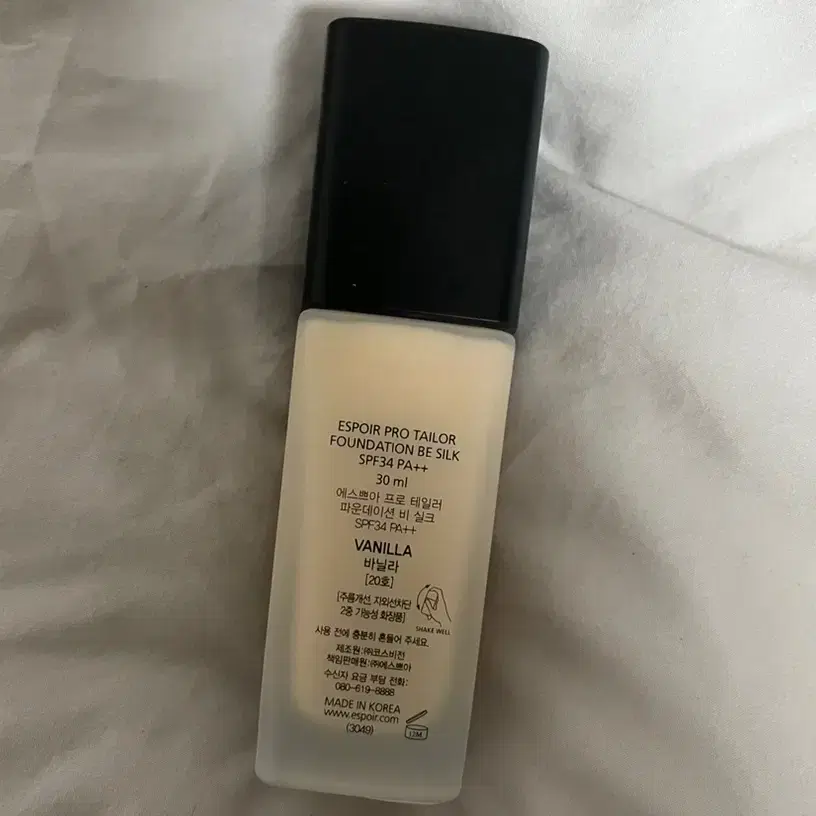 ESPOIR PRO TAILOR
FOUNDATION BE SILK
SPF34 PA++
30 ml
에스쁘아 프로 테일러
파운데이션 비 실크
SPF34 PA++
VANILLA
바닐라
[20호]
[주름개선, 자외선차단
2중 기능성 화장품]
SHAKE WELL
사용 전에 충분히 흔들어 주세요.
제조원:㈜코스비전
책임판매원:㈜에스쁘아
수신자 요금 부담 전화:
080-619-8888
MADE IN KOREA
www.espoir.com
(3049)
12M